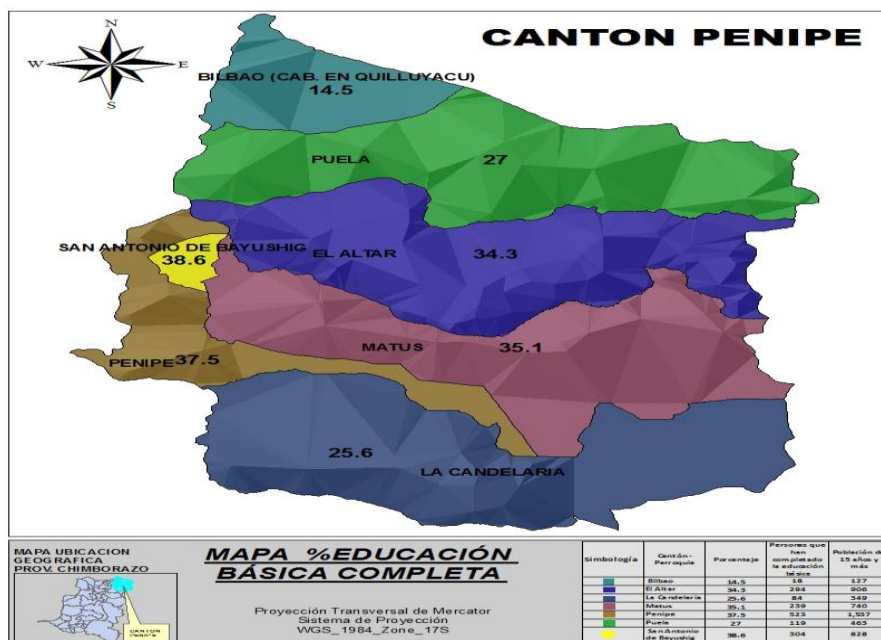 CANTON PENIPE
N
W
E
S
BILBAO (CAB. EN QUILLUYACU)
14.5
PUELA
27
SAN ANTONIO DE BAYUSHIG
38.6
EL ALTAR
34.3
MATUS
35.1
PENIPE
37.5
25.6
LA CANDELARIA
MAPA UBICACION
GEOGRAFICA
PROV. CHIMBORAZO
CANTON
PENIPE
MAPA %EDUCACIÓN
BÁSICA COMPLETA
Proyección Transversal de Mercator
Sistema de Proyección
WGS_1984_Zone_17S
Simbología Cantón-Parroquia Porcentaje Personas que han completado la educación básica Población de 15 años y más
Bilbao 14.5 18 127
El Altar 34.3 294 906
La Candelaria 25.6 84 349
Matus 35.1 239 740
Penipe 37.5 523 1,537
Puela 27 119 463
San Antonio de Bayushig 38.6 304 828